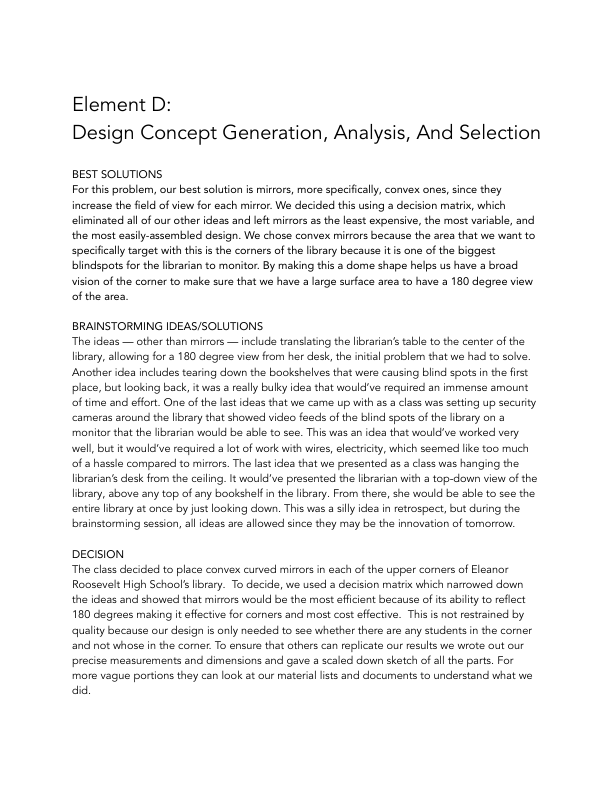 Element D:
Design Concept Generation, Analysis, And Selection
BEST SOLUTIONS
For this problem, our best solution is mirrors, more specifically, convex ones, since they
increase the field of view for each mirror. We decided this using a decision matrix, which
eliminated all of our other ideas and left mirrors as the least expensive, the most variable, and
the most easily-assembled design. We chose convex mirrors because the area that we want to
specifically target with this is the corners of the library because it is one of the biggest
blindspots for the librarian to monitor. By making this a dome shape helps us have a broad
vision of the corner to make sure that we have a large surface area to have a 180 degree view
of the area.
BRAINSTORMING IDEAS/SOLUTIONS
The ideas — other than mirrors — include translating the librarian's table to the center of the
library, allowing for a 180 degree view from her desk, the initial problem that we had to solve.
Another idea includes tearing down the bookshelves that were causing blind spots in the first
place, but looking back, it was a really bulky idea that would've required an immense amount
of time and effort. One of the last ideas that we came up with as a class was setting up security
cameras around the library that showed video feeds of the blind spots of the library on a
monitor that the librarian would be able to see. This was an idea that would've worked very
well, but it would've required a lot of work with wires, electricity, which seemed like too much
of a hassle compared to mirrors. The last idea that we presented as a class was hanging the
librarian's desk from the ceiling. It would've presented the librarian with a top-down view of the
library, above any top of any bookshelf in the library. From there, she would be able to see the
entire library at once by just looking down. This was a silly idea in retrospect, but during the
brainstorming session, all ideas are allowed since they may be the innovation of tomorrow.
DECISION
The class decided to place convex curved mirrors in each of the upper corners of Eleanor
Roosevelt High School's library.  To decide, we used a decision matrix which narrowed down
the ideas and showed that mirrors would be the most efficient because of its ability to reflect
180 degrees making it effective for corners and most cost effective.  This is not restrained by
quality because our design is only needed to see whether there are any students in the corner
and not whose in the corner. To ensure that others can replicate our results we wrote out our
precise measurements and dimensions and gave a scaled down sketch of all the parts. For
more vague portions they can look at our material lists and documents to understand what we
did.